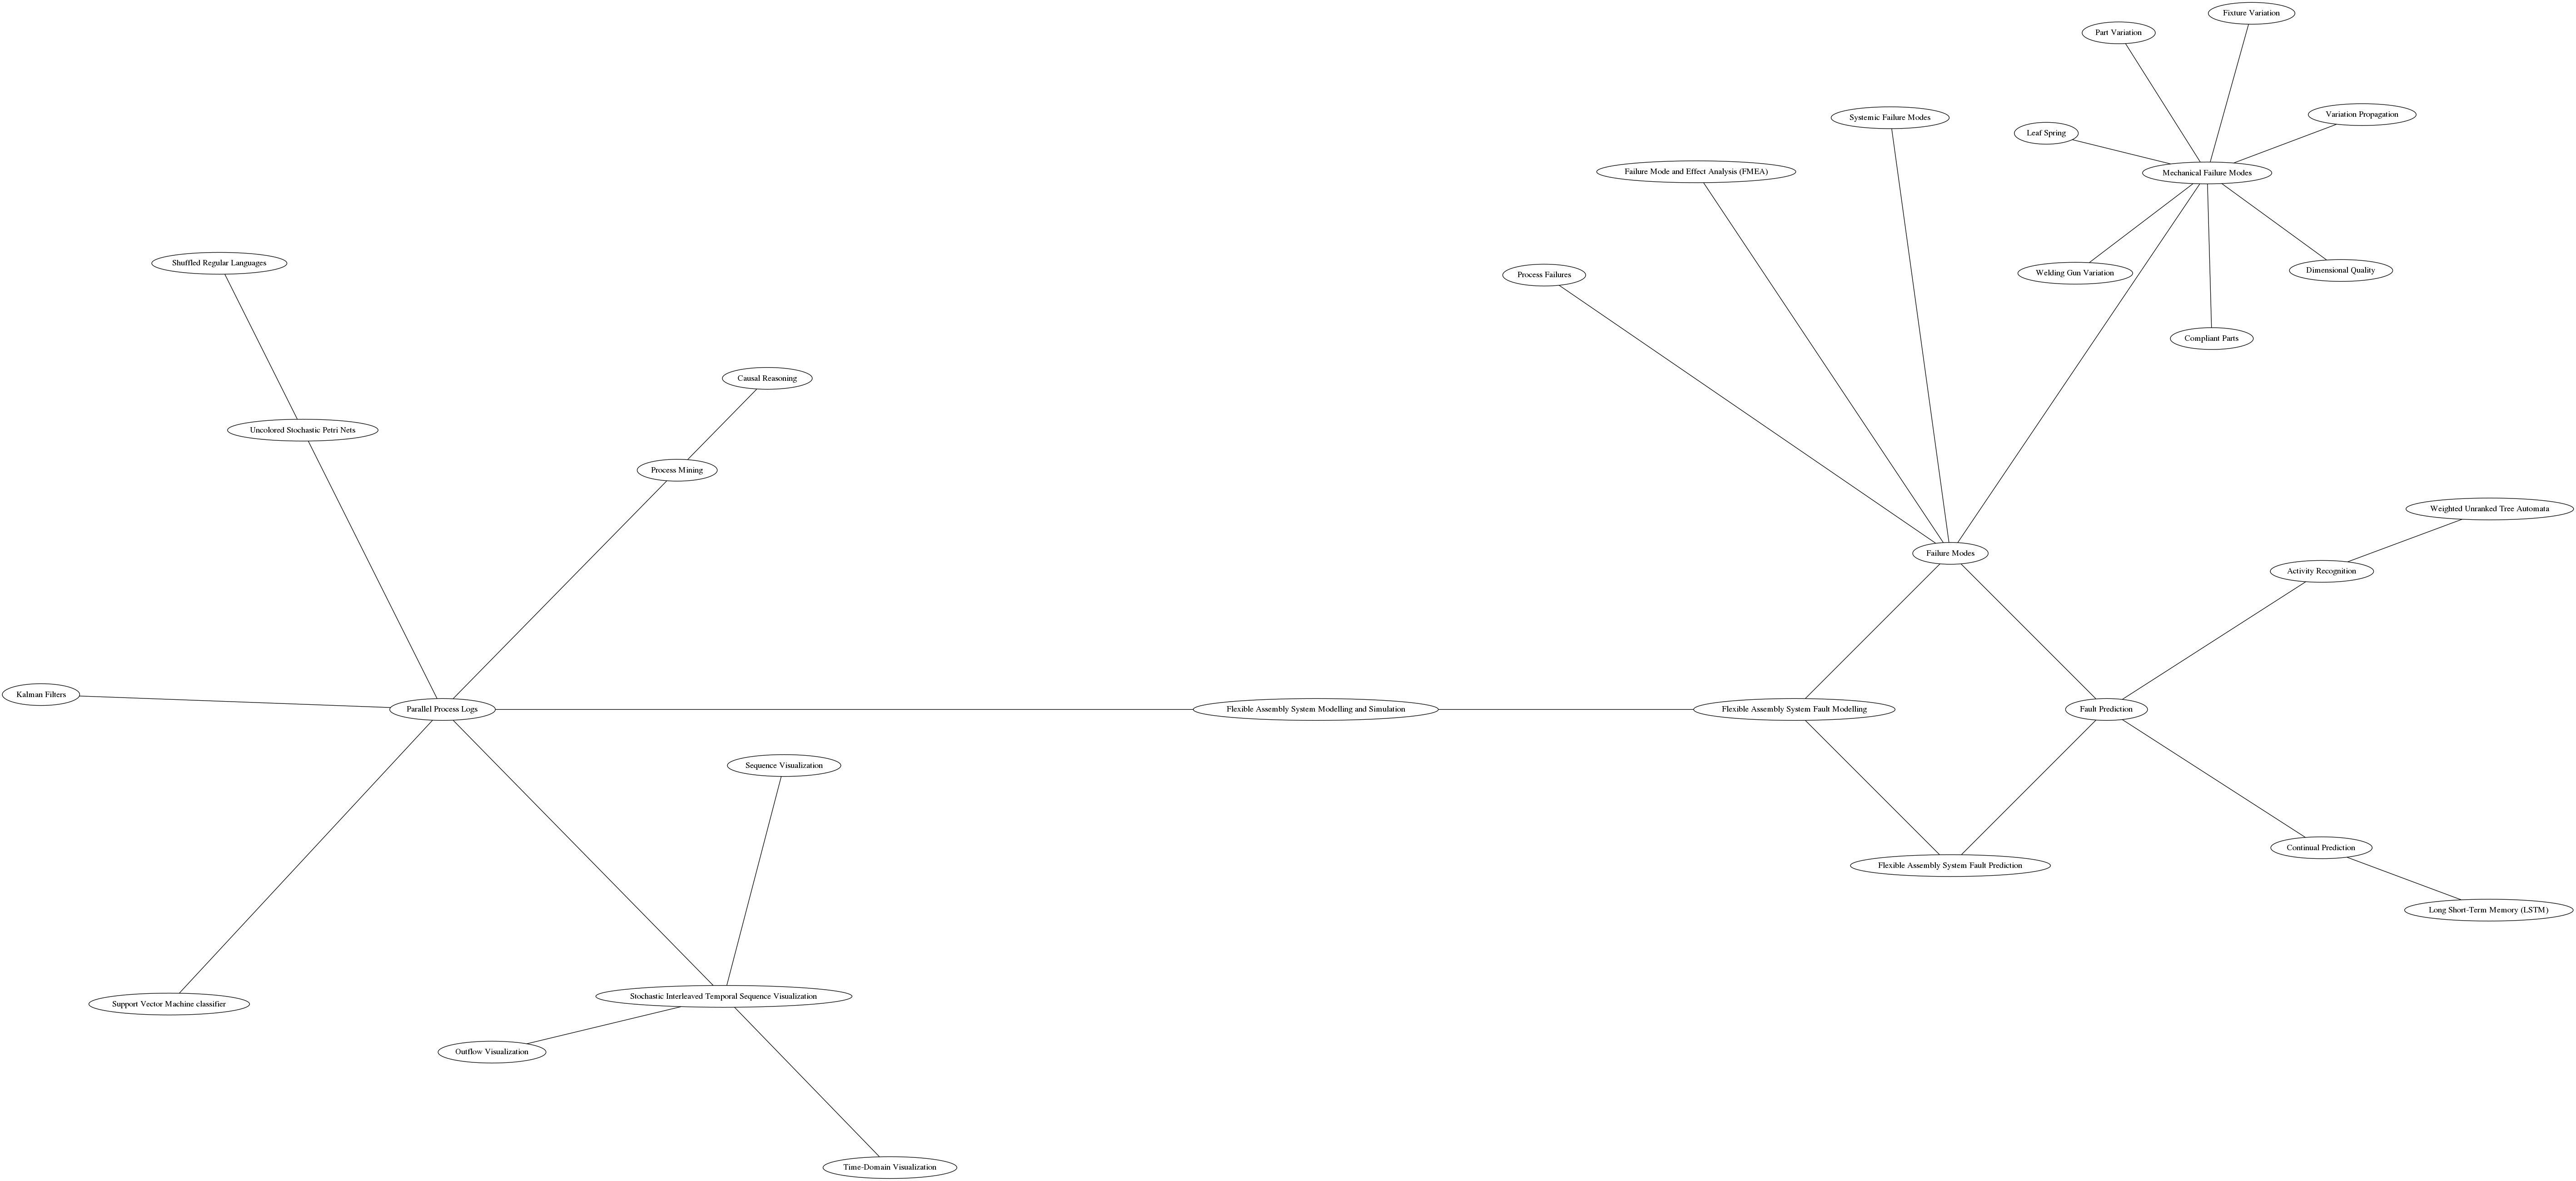 Fixture Variation
Part Variation
Variation Propagation
Systemic Failure Modes
Leaf Spring
Failure Mode and Effect Analysis (FMEA)
Mechanical Failure Modes
Shuffled Regular Languages
Process Failures
Welding Gun Variation
Dimensional Quality
Compliant Parts
Causal Reasoning
Uncolored Stochastic Petri Nets
Process Mining
Weighted Unranked Tree Automata
Failure Modes
Activity Recognition
Kalman Filters
Parallel Process Logs
Flexible Assembly System Modelling and Simulation
Flexible Assembly System Fault Modelling
Fault Prediction
Sequence Visualization
Continual Prediction
Flexible Assembly System Fault Prediction
Long Short-Term Memory (LSTM)
Stochastic Interleaved Temporal Sequence Visualization
Support Vector Machine classifier
Outflow Visualization
Time-Domain Visualization